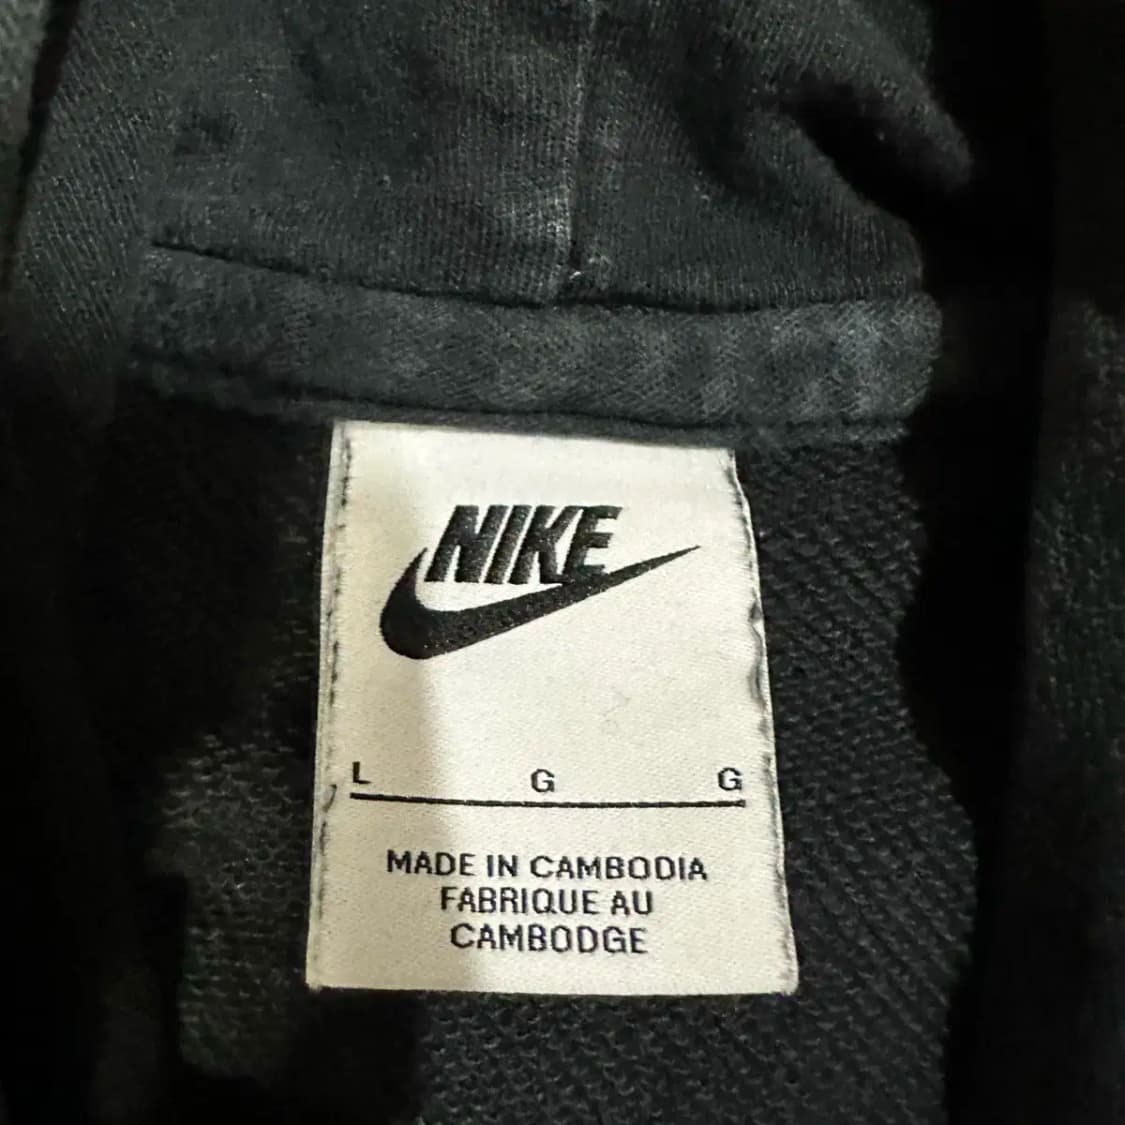 NIKE
L G G
MADE IN CAMBODIA
FABRIQUE AU
CAMBODGE